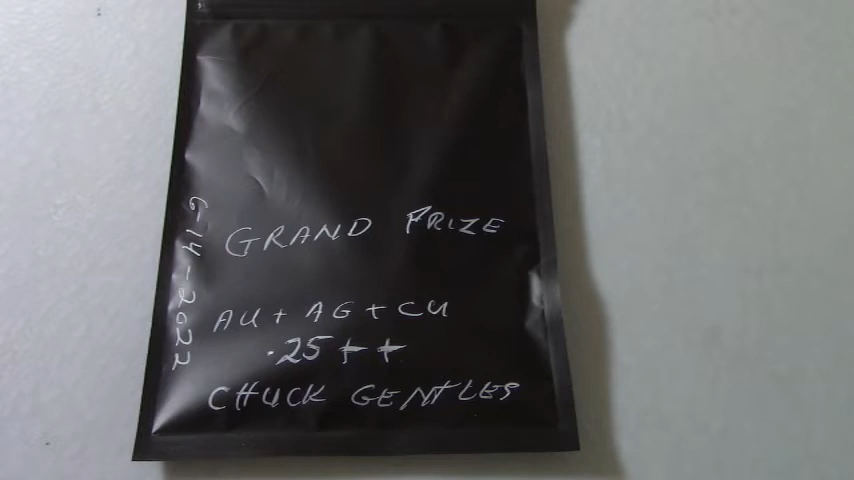 GRAND PRIZE
AU + AG + CU
.25 + +
CHUCK GENTLES
6-14-2022